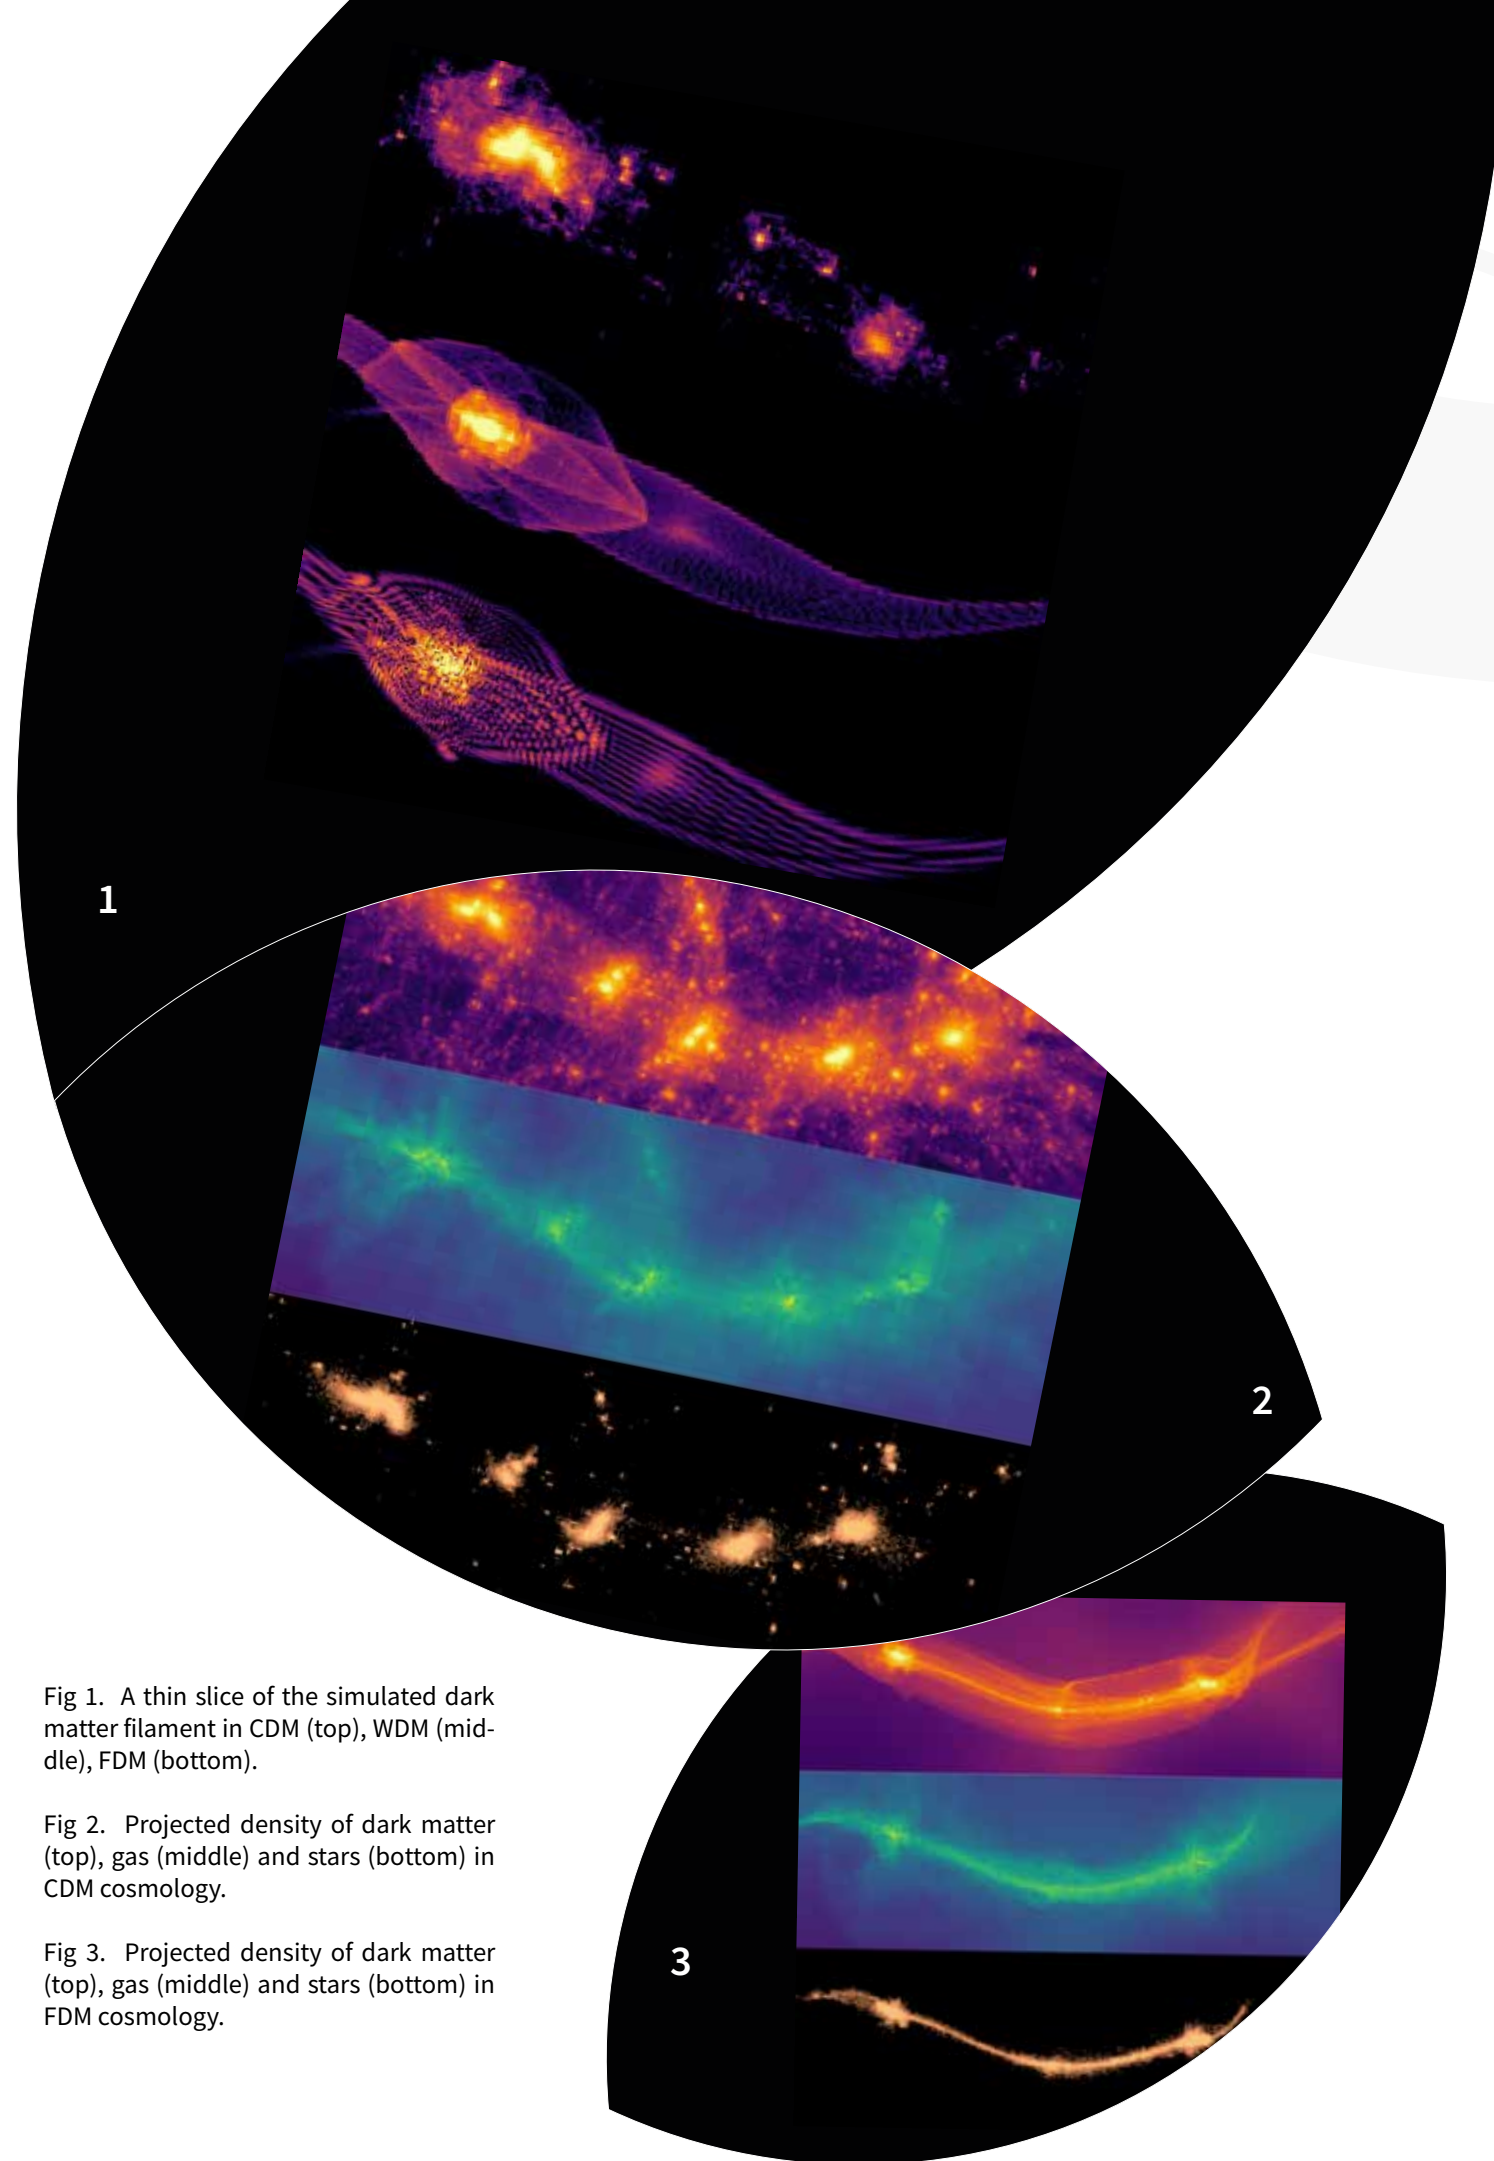 1
2
3
Fig 1. A thin slice of the simulated dark
matter filament in CDM (top), WDM (mid-
dle), FDM (bottom).
Fig 2. Projected density of dark matter
(top), gas (middle) and stars (bottom) in
CDM cosmology.
Fig 3. Projected density of dark matter
(top), gas (middle) and stars (bottom) in
FDM cosmology.